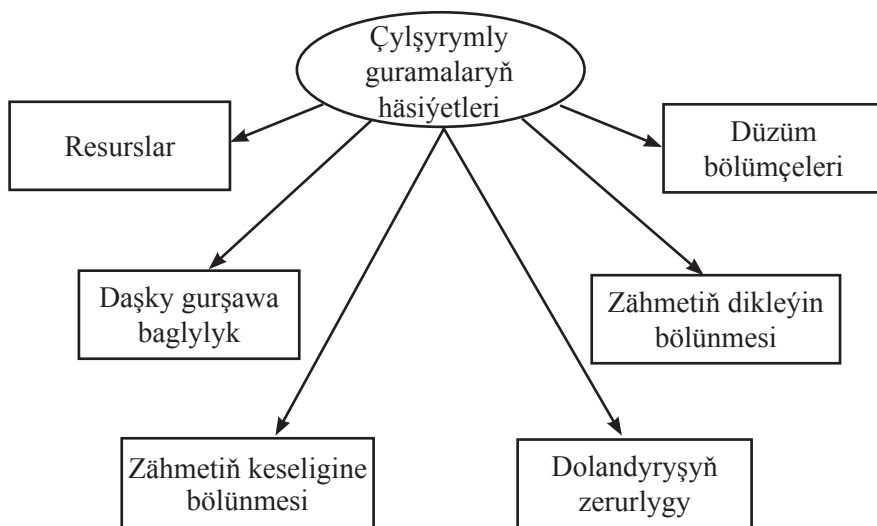 Çylşyrymly
guramalaryň
häsiýetleri
Resurslar
Düzüm
bölümçeleri
Daşky gurşawa
baglylyk
Zähmetiň dikleýin
bölünmesi
Zähmetiň keseligine
bölünmesi
Dolandyryşyň
zerurlygy